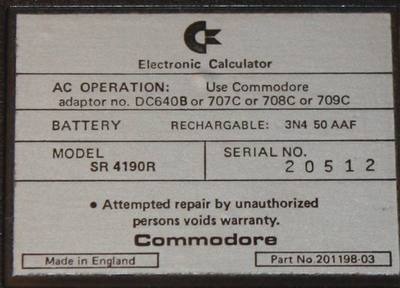 Electronic Calculator
AC OPERATION: Use Commodore
adaptor no. DC640B or 707C or 708C or 709C
BATTERY RECHARGABLE: 3N4 50 AAF
MODEL
SR 4190R
SERIAL NO.
20512
• Attempted repair by unauthorized
persons voids warranty.
Commodore
Made in England
Part No.201198-03